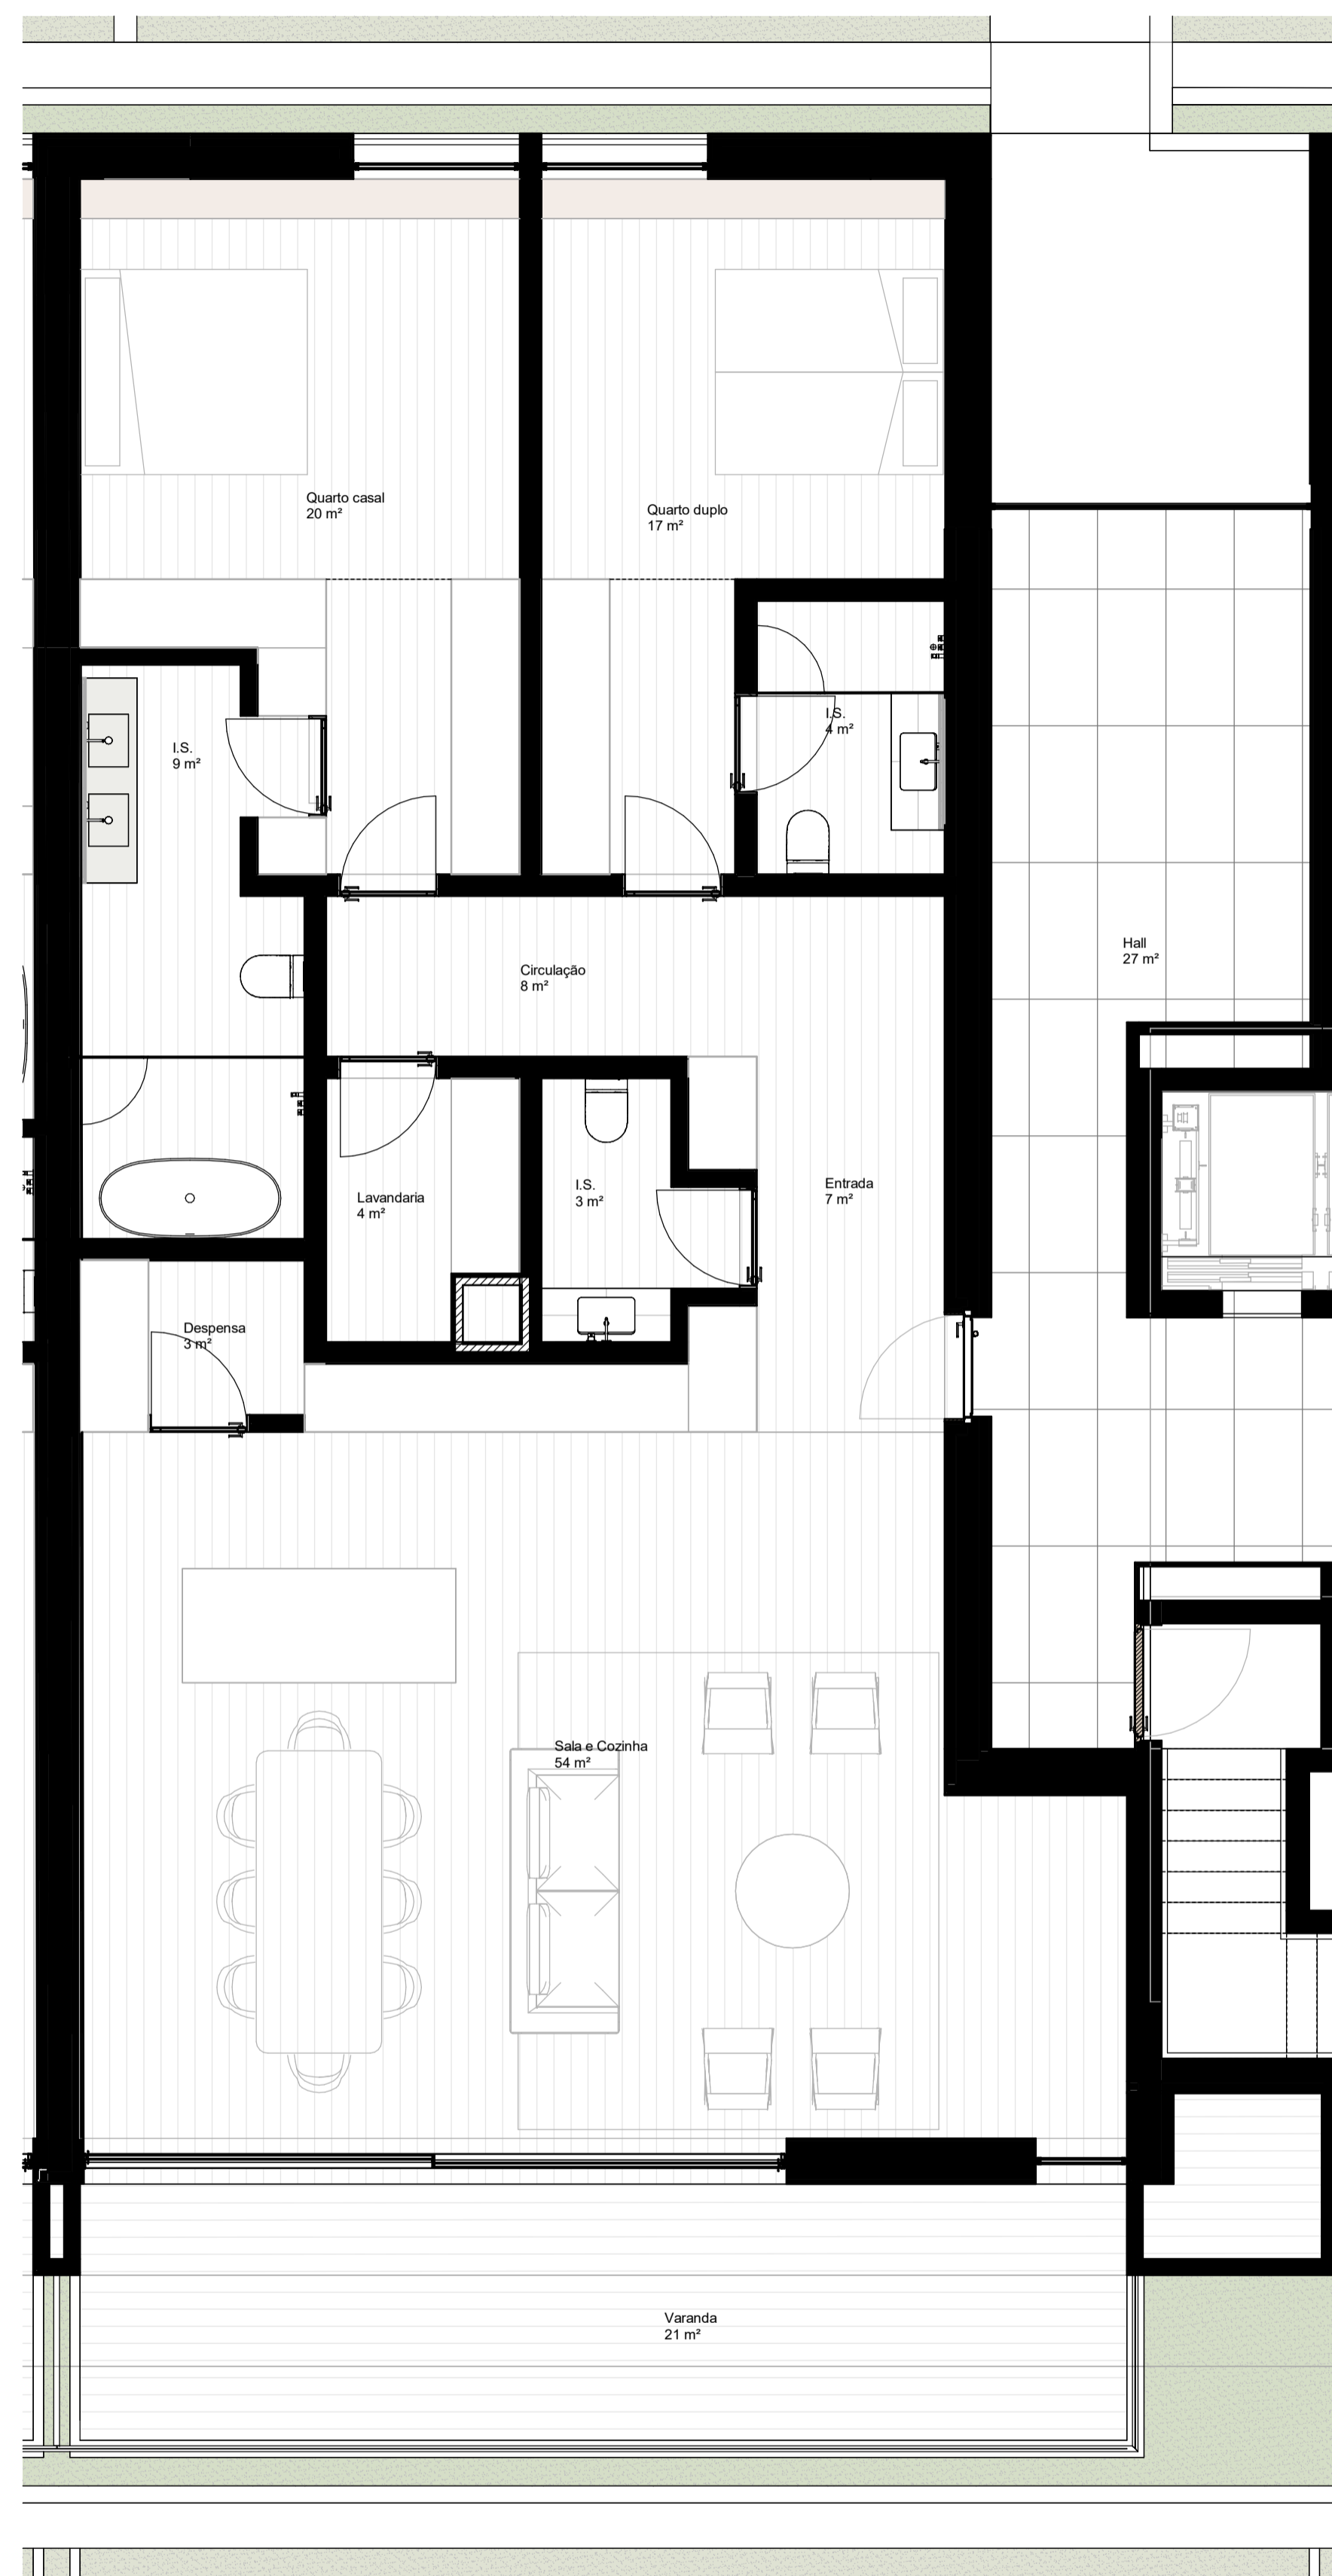 Quarto casal
20 m²
Quarto duplo
17 m²
I.S.
4 m²
I.S.
9 m²
Hall
27 m²
Circulação
8 m²
Entrada
7 m²
I.S.
3 m²
Lavandaria
4 m²
Despensa
3 m²
Sala e Cozinha
54 m²
Varanda
21 m²